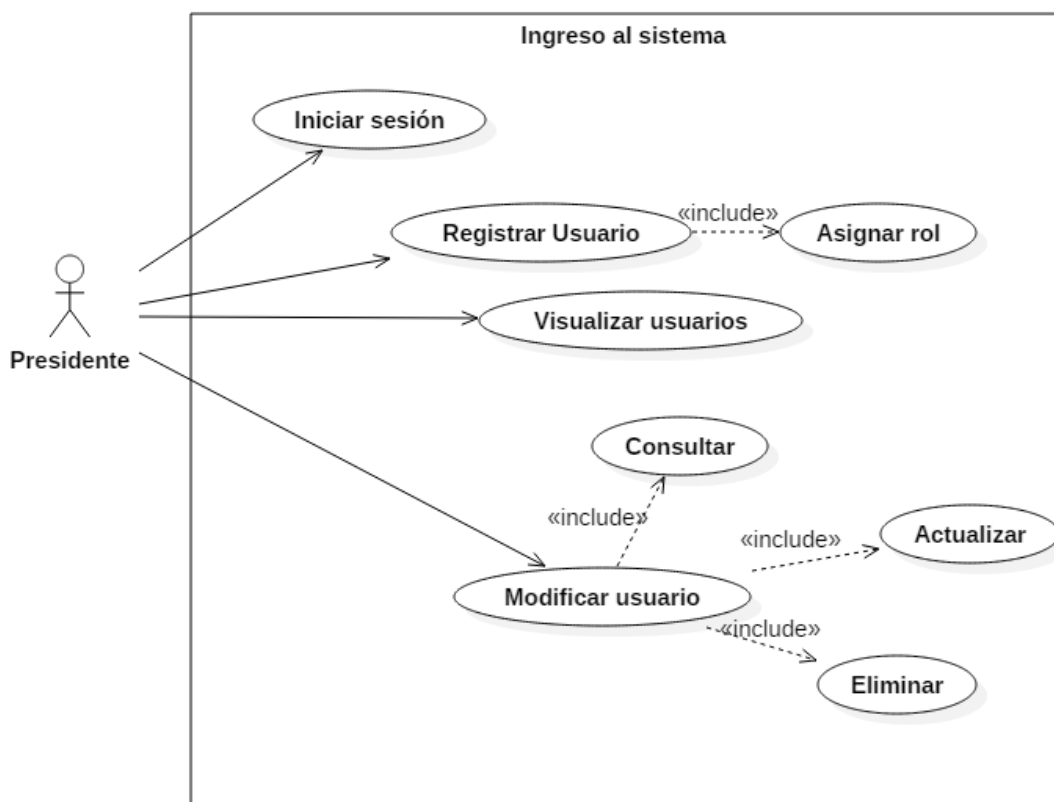 Ingreso al sistema
Iniciar sesión
«include»
Registrar Usuario
Asignar rol
Visualizar usuarios
Presidente
Consultar
«include»
Actualizar
«include»
Modificar usuario
«include»
Eliminar